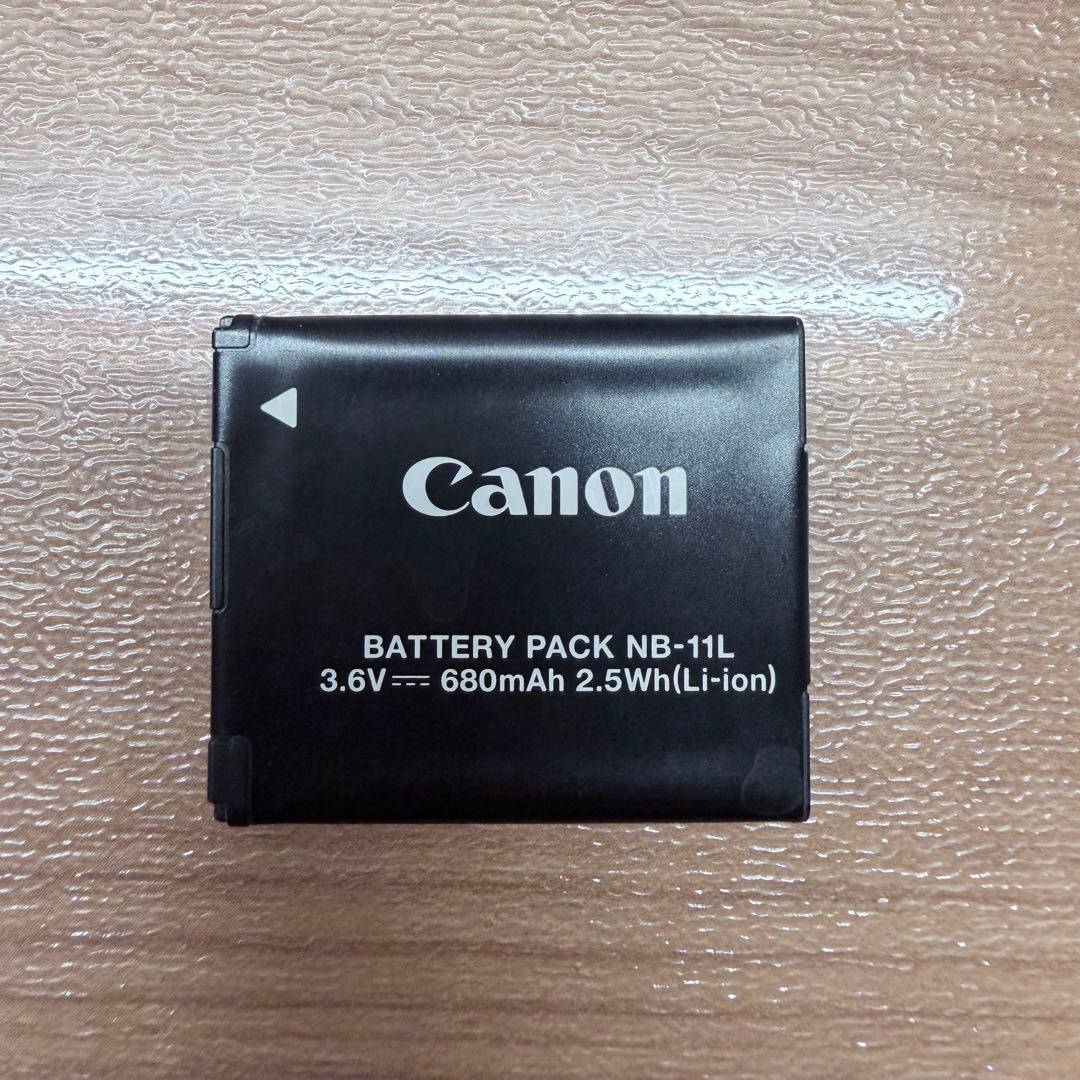 Canon
BATTERY PACK NB-11L
3.6V⎓ 680mAh 2.5Wh(Li-ion)